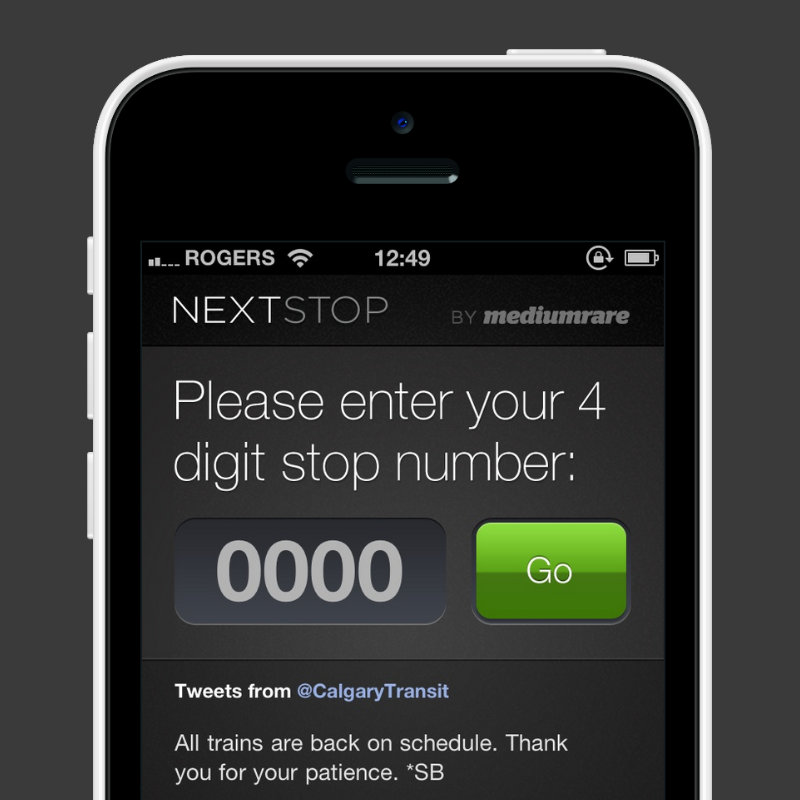 ROGERS 12:49
NEXTSTOP BY mediumrare
Please enter your 4
digit stop number:
0000 Go
Tweets from @CalgaryTransit
All trains are back on schedule. Thank
you for your patience. *SB